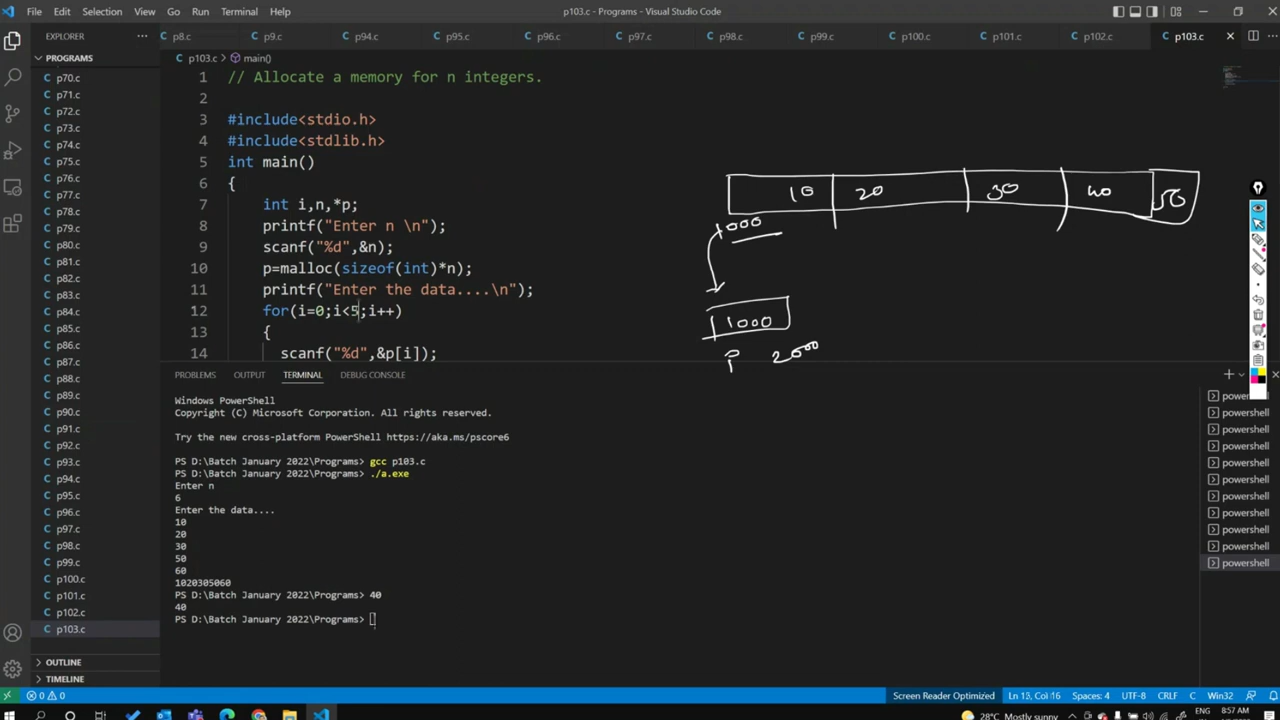 File Edit Selection View Go Run Terminal Help
p103.c - Programs - Visual Studio Code
EXPLORER
p8.c p9.c p94.c p95.c p96.c p97.c p98.c p99.c p100.c p101.c p102.c p103.c
PROGRAMS
p103.c > main()
p70.c
p71.c
p72.c
p73.c
p74.c
p75.c
p76.c
p77.c
p78.c
p79.c
p80.c
p81.c
p82.c
p83.c
p84.c
p85.c
p86.c
p87.c
p88.c
p89.c
p90.c
p91.c
p92.c
p93.c
p94.c
p95.c
p96.c
p97.c
p98.c
p99.c
p100.c
p101.c
p102.c
p103.c
OUTLINE
TIMELINE
1 // Allocate a memory for n integers.
2
3 #include<stdio.h>
4 #include<stdlib.h>
5 int main()
6 {
7 int i,n,*p;
8 printf("Enter n \n");
9 scanf("%d",&n);
10 p=malloc(sizeof(int)*n);
11 printf("Enter the data....\n");
12 for(i=0;i<5;i++)
13 {
14 scanf("%d",&p[i]);
10 20 30 40 50
1000
1000
P 2000
PROBLEMS OUTPUT TERMINAL DEBUG CONSOLE
Windows PowerShell
Copyright (C) Microsoft Corporation. All rights reserved.
Try the new cross-platform PowerShell https://aka.ms/pscore6
PS D:\Batch January 2022\Programs> gcc p103.c
PS D:\Batch January 2022\Programs> ./a.exe
Enter n
6
Enter the data....
10
20
30
50
60
1020305060
PS D:\Batch January 2022\Programs> 40
40
PS D:\Batch January 2022\Programs>
powershell
powershell
powershell
powershell
powershell
powershell
powershell
powershell
powershell
powershell
powershell
0 0
Screen Reader Optimized Spaces: 4 UTF-8 CRLF C Win32
28°C Mostly sunny
ENG
8:57 AM